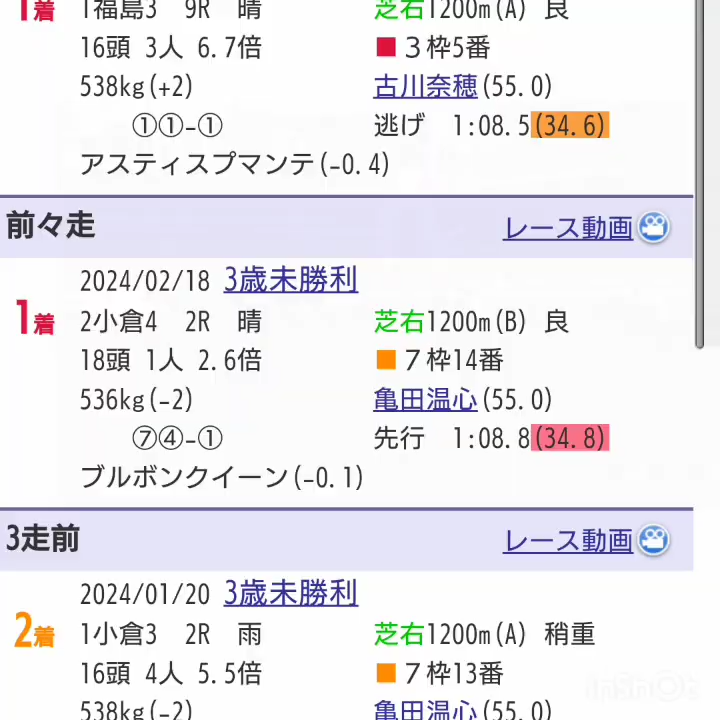 1着 1福島3 9R 晴 芝右1200m(A) 良
16頭 3人 6.7倍 3枠5番
538kg(+2) 古川奈穂(55.0)
①①-① 逃げ 1:08.5(34.6)
アスティスプマンテ(-0.4)
前々走 レース動画
2024/02/18 3歳未勝利
1着 2小倉4 2R 晴 芝右1200m(B) 良
18頭 1人 2.6倍 7枠14番
536kg(-2) 亀田温心(55.0)
⑦④-① 先行 1:08.8(34.8)
ブルボンクイーン(-0.1)
3走前 レース動画
2024/01/20 3歳未勝利
2着 1小倉3 2R 雨 芝右1200m(A) 稍重
16頭 4人 5.5倍 7枠13番
538kg(-2) 亀田温心(55.0)